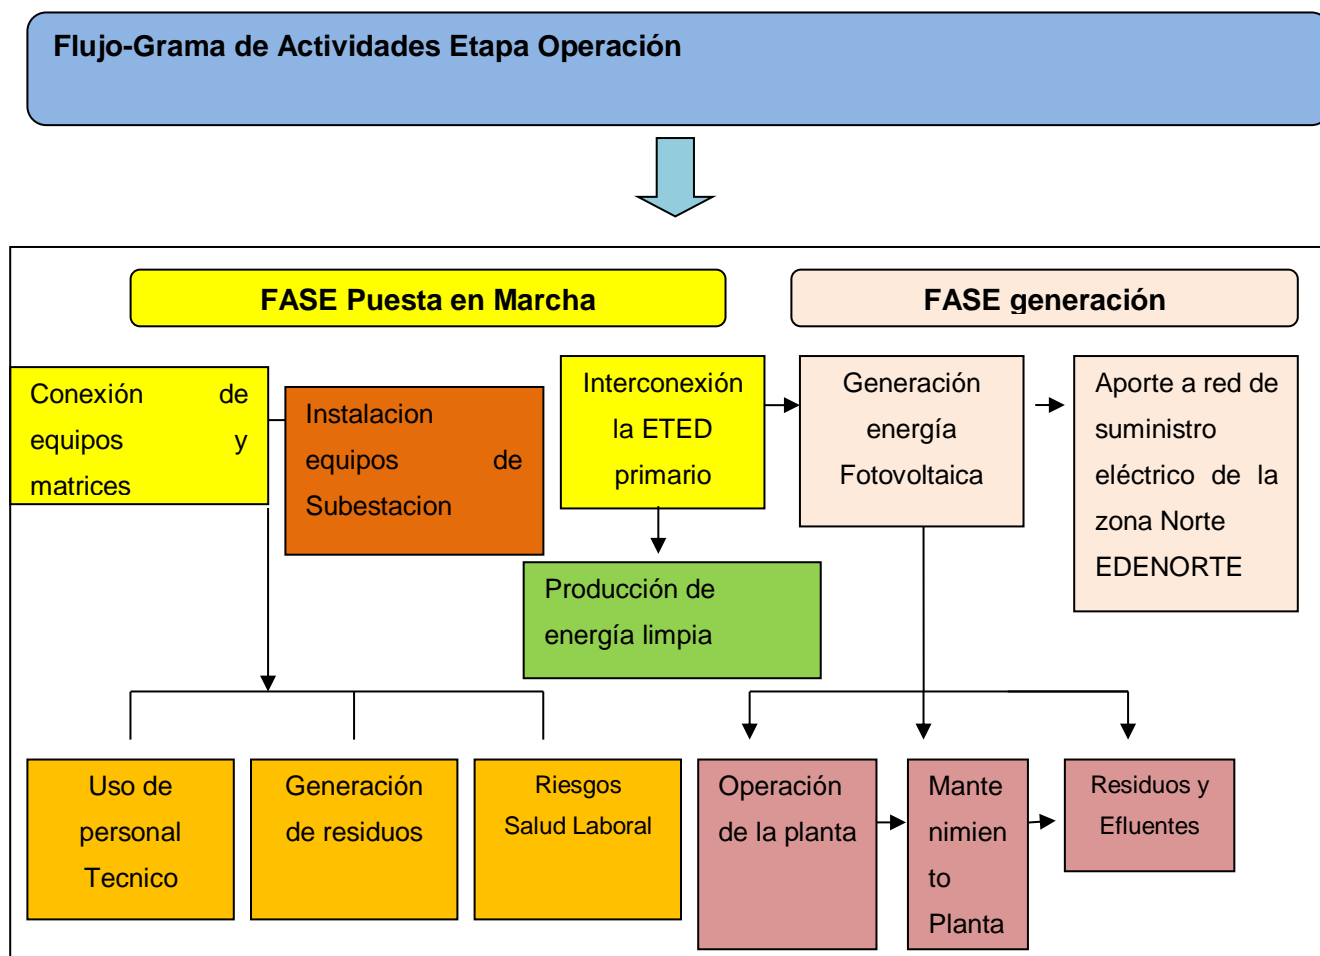 Flujo-Grama de Actividades Etapa Operación
FASE Puesta en Marcha
FASE generación
Conexión de
equipos y
matrices
Instalacion
equipos de
Subestacion
Interconexión
la ETED
primario
Generación
energía
Fotovoltaica
Aporte a red de
suministro
eléctrico de la
zona Norte
EDENORTE
Producción de
energía limpia
Uso de
personal
Tecnico
Generación
de residuos
Riesgos
Salud Laboral
Operación
de la planta
Mante
nimien
to
Planta
Residuos y
Efluentes